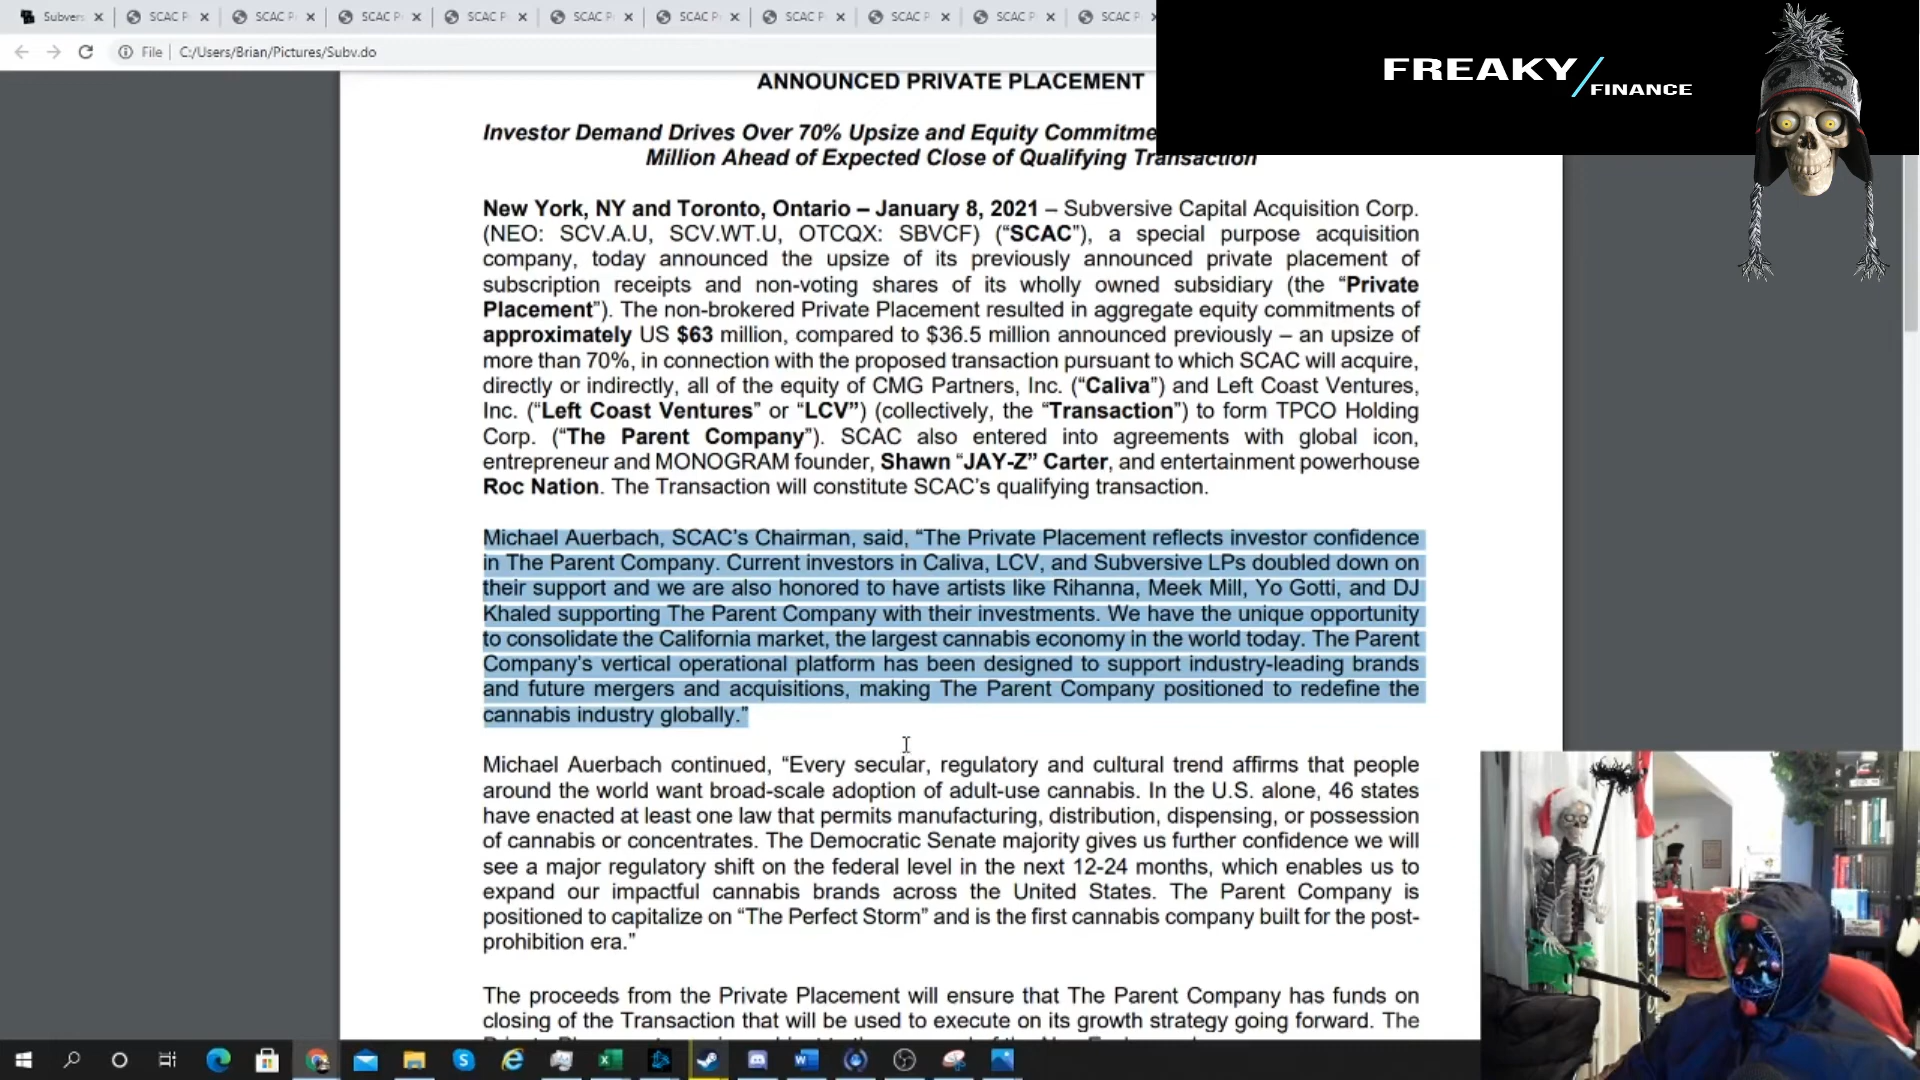 Subvers
SCAC P
SCAC P
SCAC P
SCAC P
SCAC P
SCAC P
SCAC P
SCAC P
SCAC P
SCAC P
File
C:/Users/Brian/Pictures/Subv.do
FREAKY/FINANCE
ANNOUNCED PRIVATE PLACEMENT
Investor Demand Drives Over 70% Upsize and Equity Commitme
Million Ahead of Expected Close of Qualifying Transaction
New York, NY and Toronto, Ontario – January 8, 2021 – Subversive Capital Acquisition Corp.
(NEO: SCV.A.U, SCV.WT.U, OTCQX: SBVCF) (“SCAC”), a special purpose acquisition
company, today announced the upsize of its previously announced private placement of
subscription receipts and non-voting shares of its wholly owned subsidiary (the “Private
Placement”). The non-brokered Private Placement resulted in aggregate equity commitments of
approximately US $63 million, compared to $36.5 million announced previously – an upsize of
more than 70%, in connection with the proposed transaction pursuant to which SCAC will acquire,
directly or indirectly, all of the equity of CMG Partners, Inc. (“Caliva”) and Left Coast Ventures,
Inc. (“Left Coast Ventures” or “LCV”) (collectively, the “Transaction”) to form TPCO Holding
Corp. (“The Parent Company”). SCAC also entered into agreements with global icon,
entrepreneur and MONOGRAM founder, Shawn “JAY-Z” Carter, and entertainment powerhouse
Roc Nation. The Transaction will constitute SCAC’s qualifying transaction.
Michael Auerbach, SCAC’s Chairman, said, “The Private Placement reflects investor confidence
in The Parent Company. Current investors in Caliva, LCV, and Subversive LPs doubled down on
their support and we are also honored to have artists like Rihanna, Meek Mill, Yo Gotti, and DJ
Khaled supporting The Parent Company with their investments. We have the unique opportunity
to consolidate the California market, the largest cannabis economy in the world today. The Parent
Company’s vertical operational platform has been designed to support industry-leading brands
and future mergers and acquisitions, making The Parent Company positioned to redefine the
cannabis industry globally.”
Michael Auerbach continued, “Every secular, regulatory and cultural trend affirms that people
around the world want broad-scale adoption of adult-use cannabis. In the U.S. alone, 46 states
have enacted at least one law that permits manufacturing, distribution, dispensing, or possession
of cannabis or concentrates. The Democratic Senate majority gives us further confidence we will
see a major regulatory shift on the federal level in the next 12-24 months, which enables us to
expand our impactful cannabis brands across the United States. The Parent Company is
positioned to capitalize on “The Perfect Storm” and is the first cannabis company built for the post-
prohibition era.”
The proceeds from the Private Placement will ensure that The Parent Company has funds on
closing of the Transaction that will be used to execute on its growth strategy going forward. The